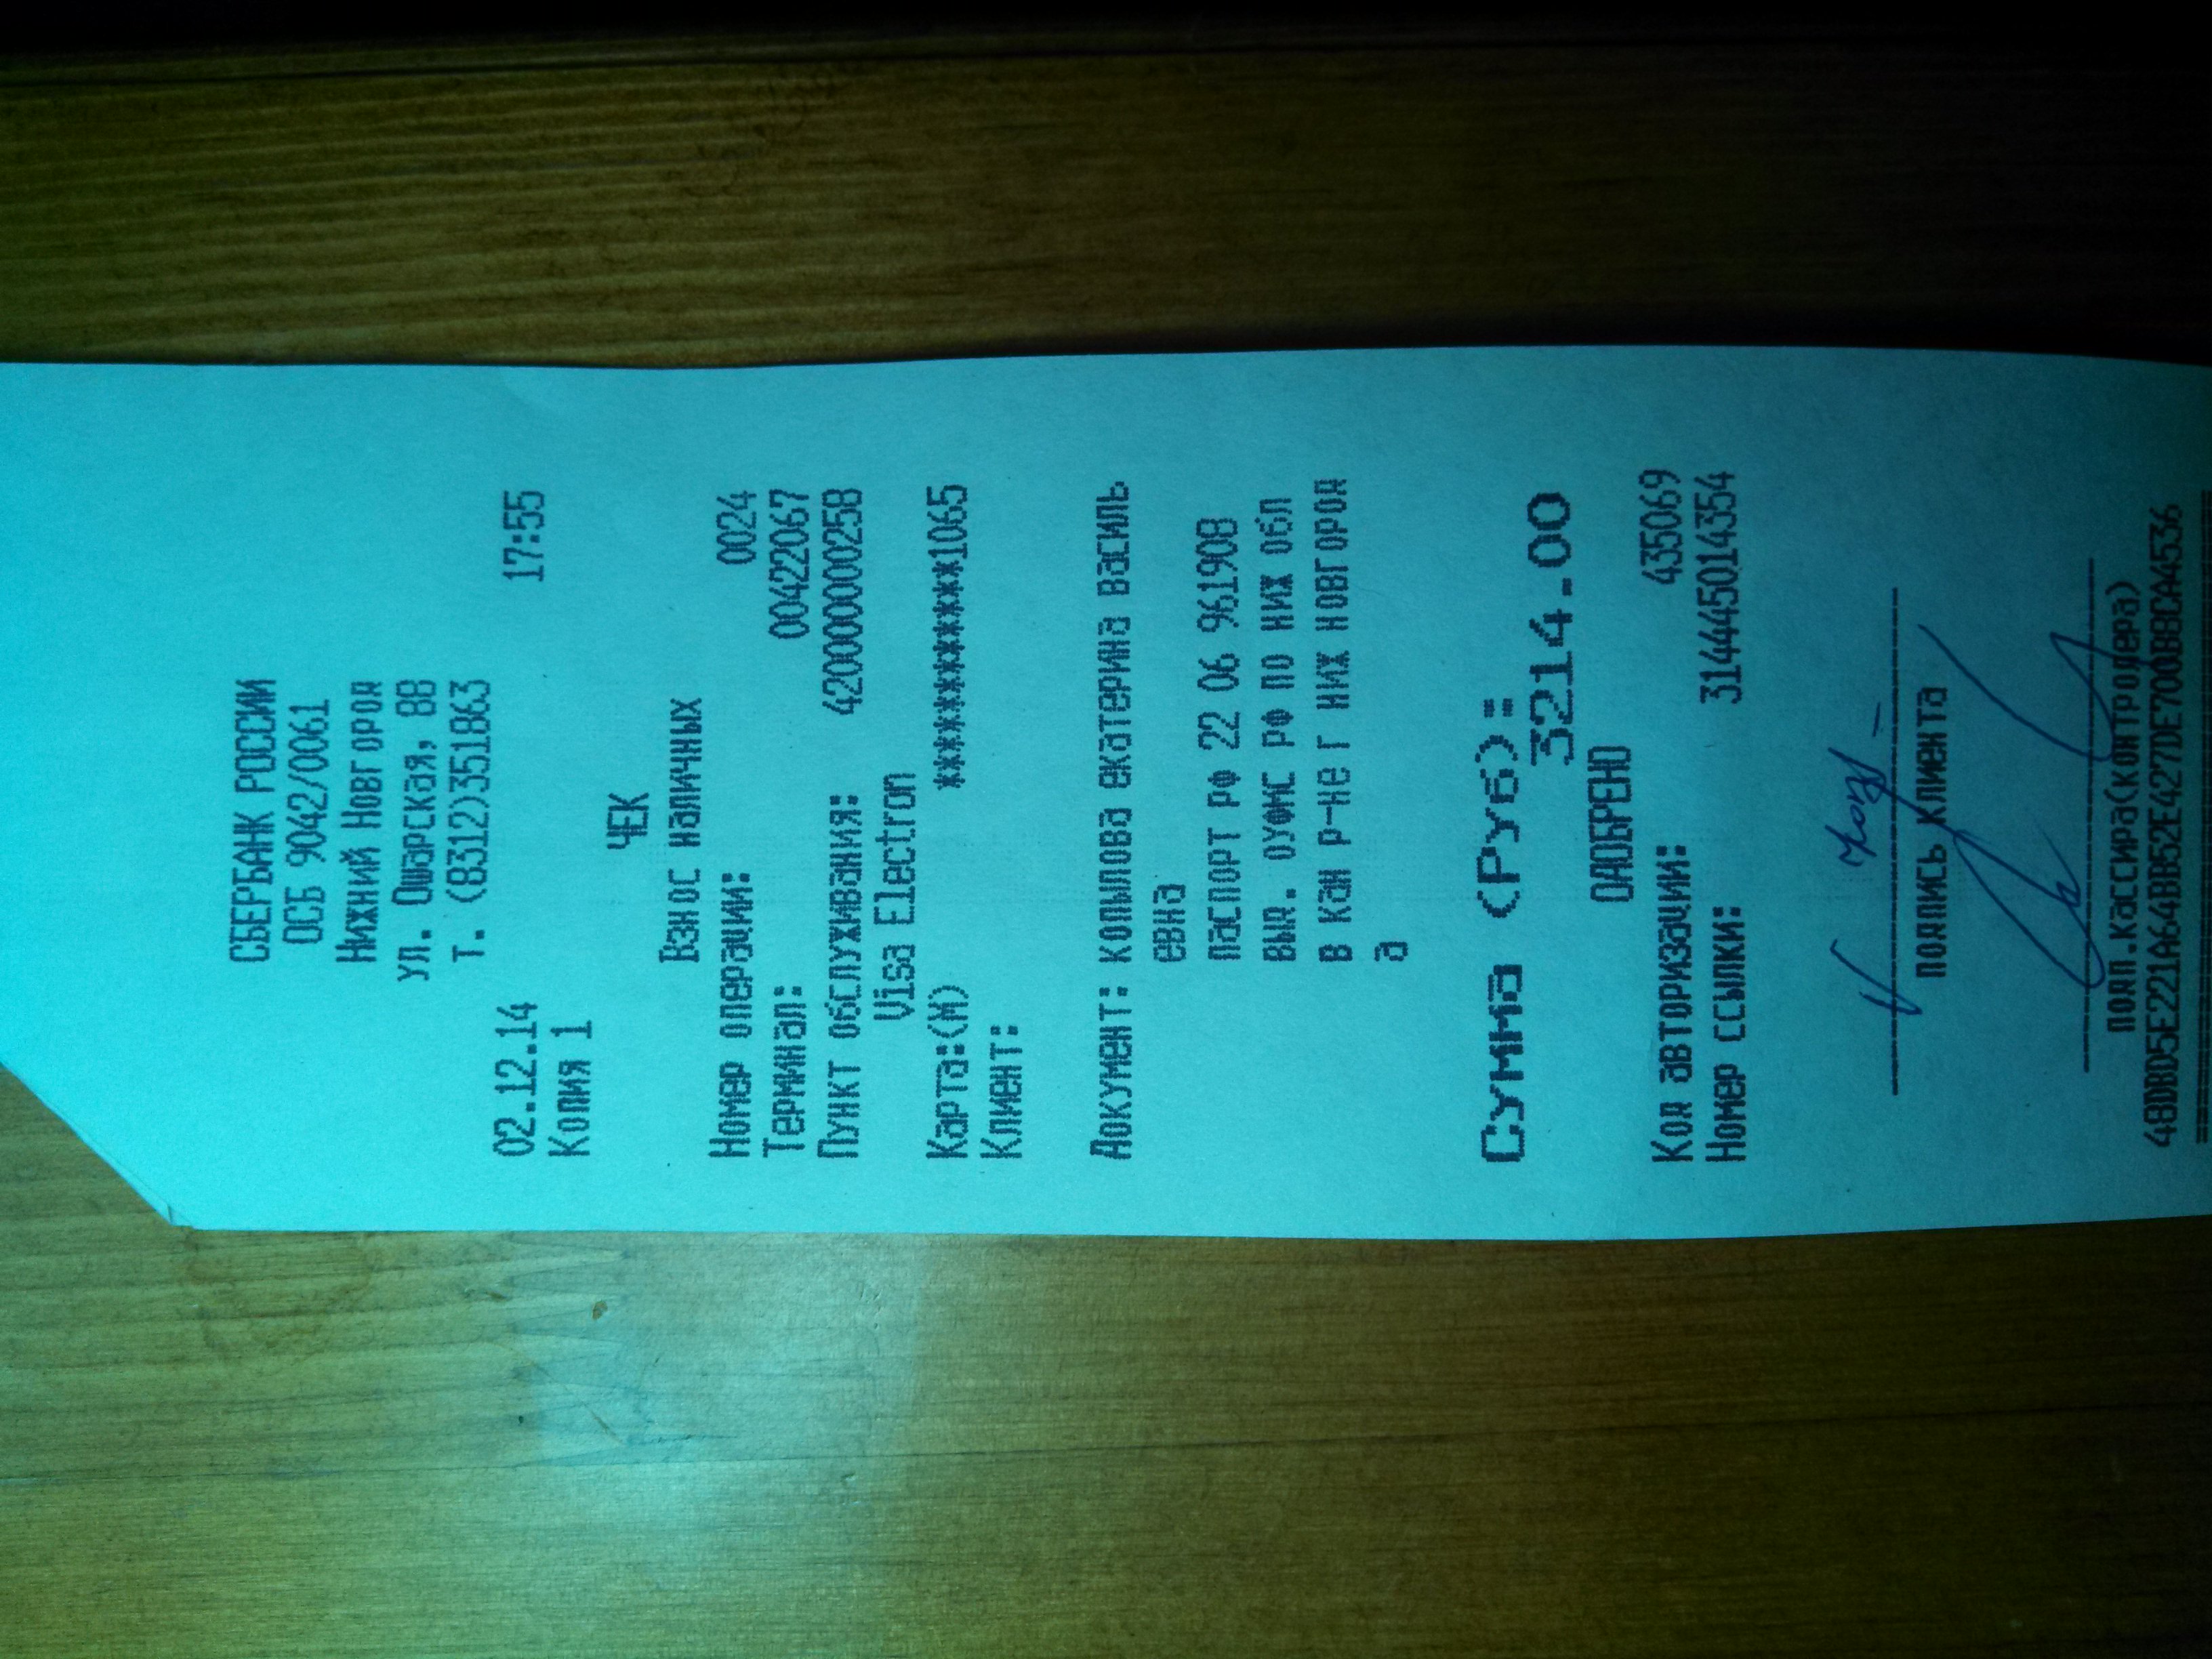 СБЕРБАНК РОССИИ
ОСБ 9042/0061
Нижний Новгород
ул. Ошарская, 88
т. (8312)351863
02.12.14 17:55
Копия 1
ЧЕК
Взнос наличных
Номер операции: 0024
Терминал: 00422067
Пункт обслуживания: 420000000258
Visa Electron
Карта:(М) ************1065
Клиент:
Документ: копылова екатерина василь
евна
паспорт рф 22 06 961908
выд. оуфмс рф по них обл
в кан р-не г них новгород
а
Сумма (Руб):=
3214.00
ОДОБРЕНО
Код авторизации: 435069
Номер ссылки: 314445014354
подпись клиента
подп.кассира(контролера)
48DBD5E221A64BB52E427DE700B8CA4536